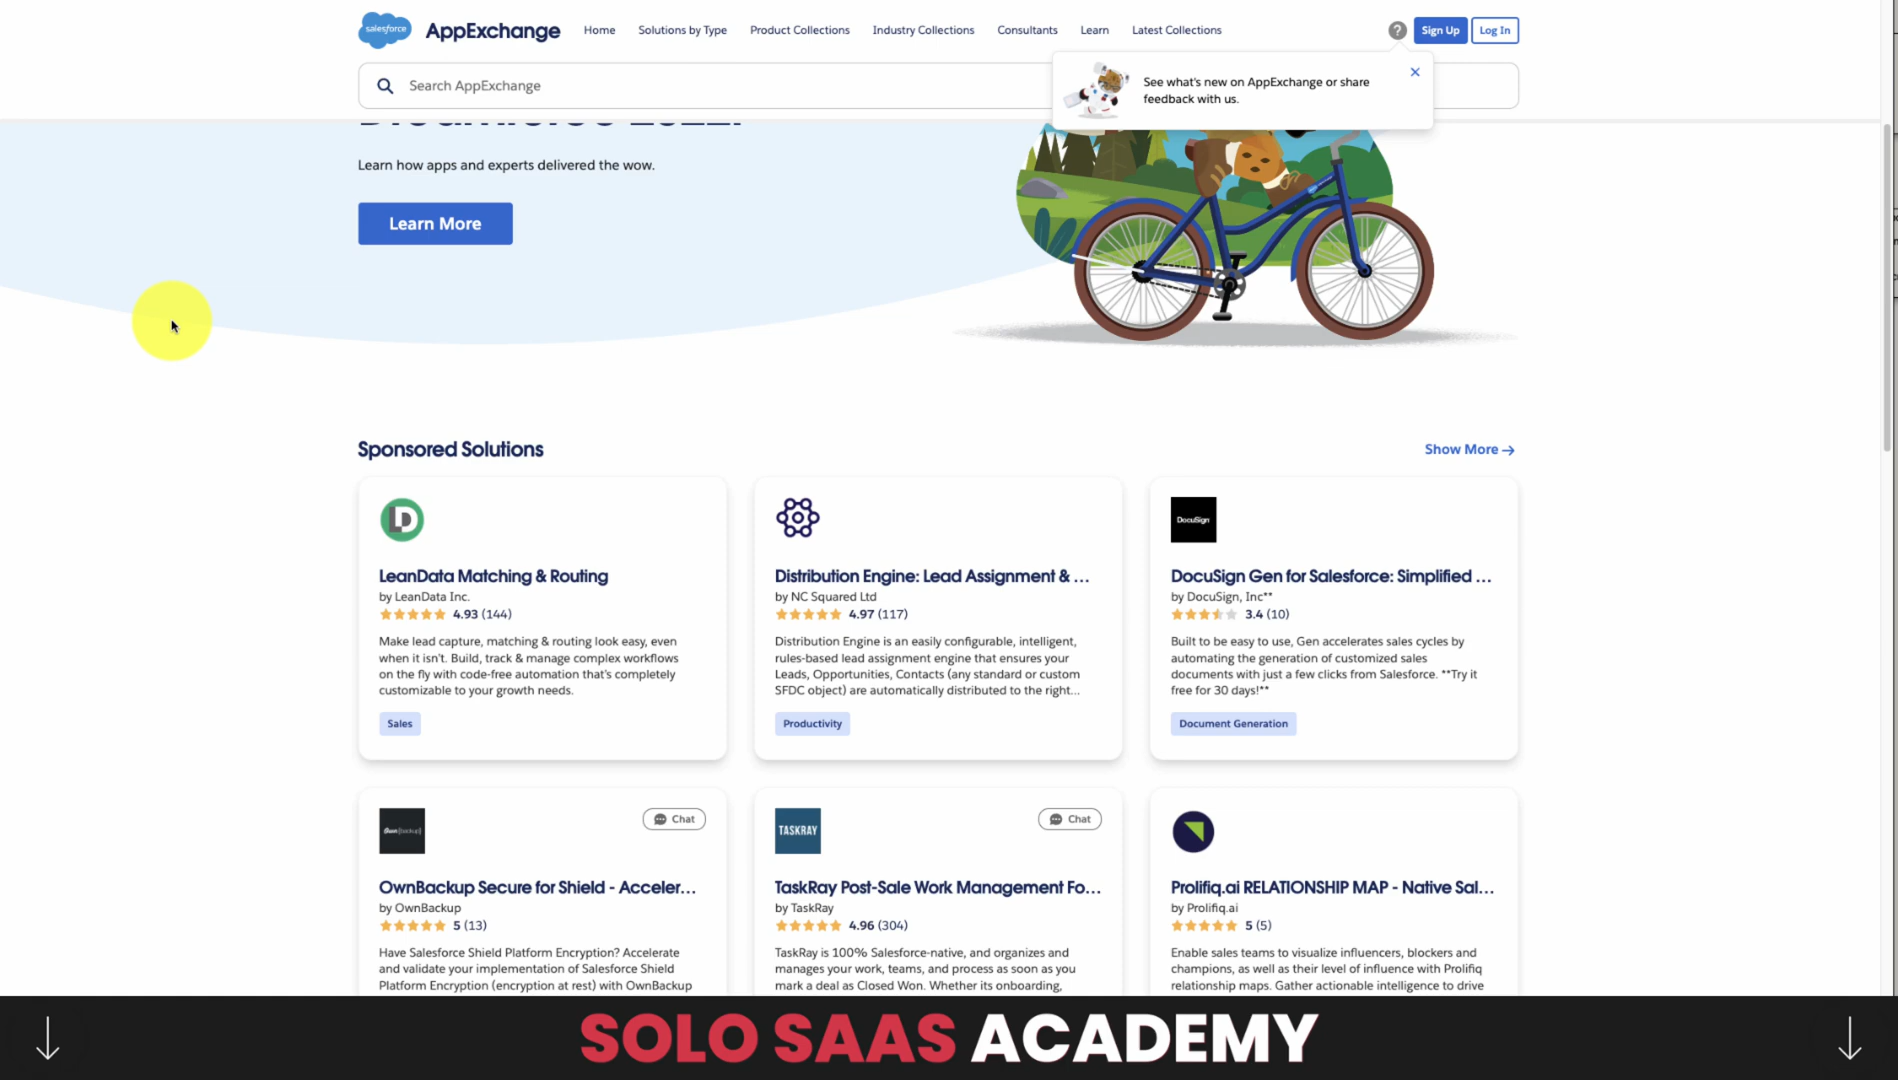 salesforce
AppExchange
Home
Solutions by Type
Product Collections
Industry Collections
Consultants
Learn
Latest Collections
?
Sign Up
Log In
Search AppExchange
See what's new on AppExchange or share
feedback with us.
Dreamforce 2022.
Learn how apps and experts delivered the wow.
Learn More
Sponsored Solutions
Show More
LeanData Matching & Routing
by LeanData Inc.
4.93 (144)
Make lead capture, matching & routing look easy, even
when it isn't. Build, track & manage complex workflows
on the fly with code-free automation that's completely
customizable to your growth needs.
Sales
Distribution Engine: Lead Assignment & ...
by NC Squared Ltd
4.97 (117)
Distribution Engine is an easily configurable, intelligent,
rules-based lead assignment engine that ensures your
Leads, Opportunities, Contacts (any standard or custom
SFDC object) are automatically distributed to the right...
Productivity
DocuSign
DocuSign Gen for Salesforce: Simplified ...
by DocuSign, Inc**
3.4 (10)
Built to be easy to use, Gen accelerates sales cycles by
automating the generation of customized sales
documents with just a few clicks from Salesforce. **Try it
free for 30 days!**
Document Generation
Own{backup}
Chat
OwnBackup Secure for Shield - Acceler...
by OwnBackup
5 (13)
Have Salesforce Shield Platform Encryption? Accelerate
and validate your implementation of Salesforce Shield
Platform Encryption (encryption at rest) with OwnBackup
TASKRAY
Chat
TaskRay Post-Sale Work Management Fo...
by TaskRay
4.96 (304)
TaskRay is 100% Salesforce-native, and organizes and
manages your work, teams, and process as soon as you
mark a deal as Closed Won. Whether its onboarding,
Prolifiq.ai RELATIONSHIP MAP - Native Sal...
by Prolifiq.ai
5 (5)
Enable sales teams to visualize influencers, blockers and
champions, as well as their level of influence with Prolifiq
relationship maps. Gather actionable intelligence to drive
SOLO SAAS ACADEMY